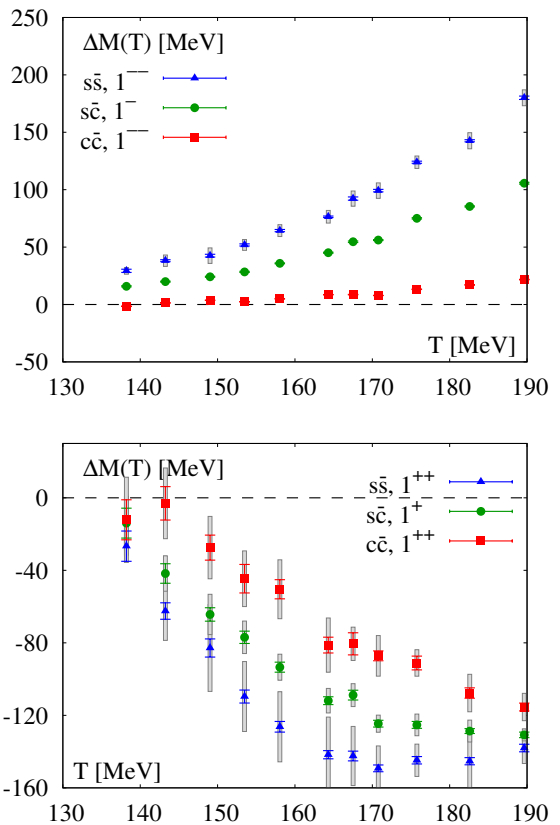 250
200
150
100
50
0
-50
ΔM(T) [MeV]
ss̄, 1⁻⁻
sc̄, 1⁻
cc̄, 1⁻⁻
T [MeV]
130 140 150 160 170 180 190
0
-40
-80
-120
-160
ΔM(T) [MeV]
ss̄, 1⁺⁺
sc̄, 1⁺
cc̄, 1⁺⁺
T [MeV]
130 140 150 160 170 180 190